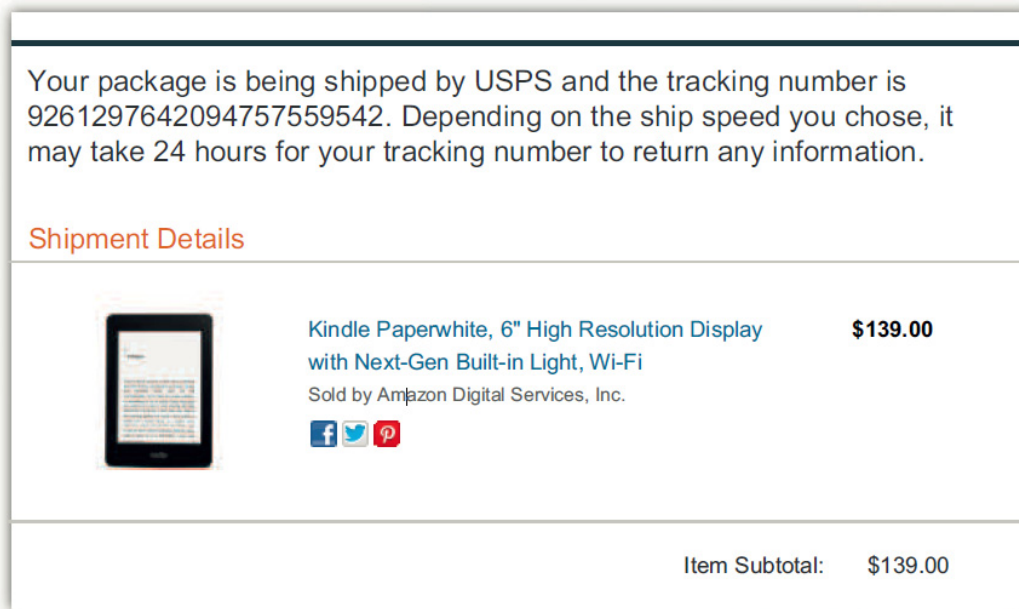 Your package is being shipped by USPS and the tracking number is
9261297642094757559542. Depending on the ship speed you chose, it
may take 24 hours for your tracking number to return any information.
Shipment Details
Kindle Paperwhite, 6" High Resolution Display
with Next-Gen Built-in Light, Wi-Fi
$139.00
Sold by Amazon Digital Services, Inc.
Item Subtotal: $139.00